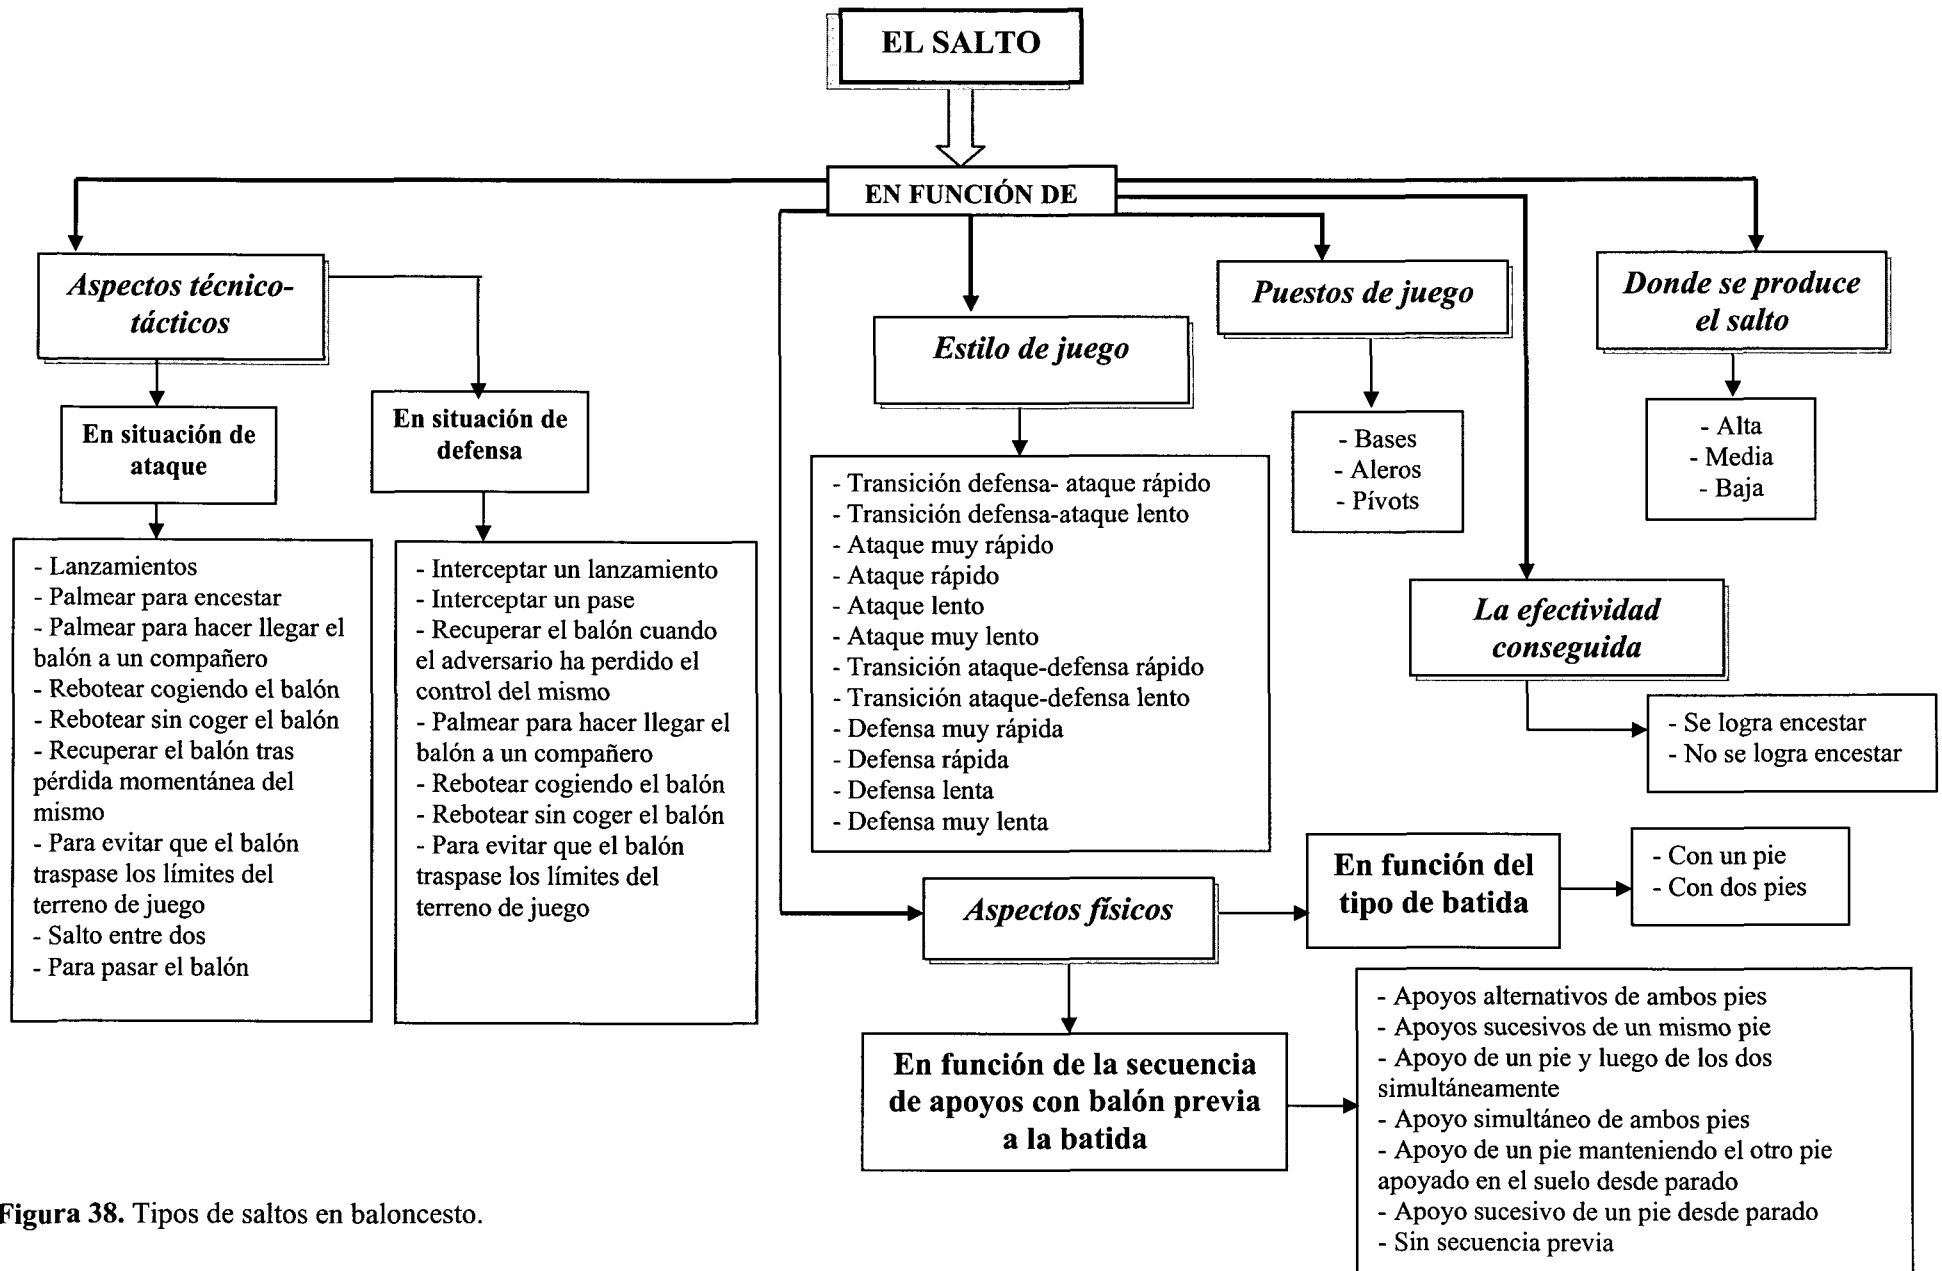 EL SALTO
EN FUNCIÓN DE
Aspectos técnico-
tácticos
En situación de
ataque
- Lanzamientos
- Palmear para encestar
- Palmear para hacer llegar el
balón a un compañero
- Rebotear cogiendo el balón
- Rebotear sin coger el balón
- Recuperar el balón tras
pérdida momentánea del
mismo
- Para evitar que el balón
traspase los límites del
terreno de juego
- Salto entre dos
- Para pasar el balón
En situación de
defensa
- Interceptar un lanzamiento
- Interceptar un pase
- Recuperar el balón cuando
el adversario ha perdido el
control del mismo
- Palmear para hacer llegar el
balón a un compañero
- Rebotear cogiendo el balón
- Rebotear sin coger el balón
- Para evitar que el balón
traspase los límites del
terreno de juego
Estilo de juego
- Transición defensa- ataque rápido
- Transición defensa-ataque lento
- Ataque muy rápido
- Ataque rápido
- Ataque lento
- Ataque muy lento
- Transición ataque-defensa rápido
- Transición ataque-defensa lento
- Defensa muy rápida
- Defensa rápida
- Defensa lenta
- Defensa muy lenta
Puestos de juego
- Bases
- Aleros
- Pívots
Donde se produce
el salto
- Alta
- Media
- Baja
La efectividad
conseguida
- Se logra encestar
- No se logra encestar
Aspectos físicos
En función del
tipo de batida
- Con un pie
- Con dos pies
En función de la secuencia
de apoyos con balón previa
a la batida
- Apoyos alternativos de ambos pies
- Apoyos sucesivos de un mismo pie
- Apoyo de un pie y luego de los dos
simultáneamente
- Apoyo simultáneo de ambos pies
- Apoyo de un pie manteniendo el otro pie
apoyado en el suelo desde parado
- Apoyo sucesivo de un pie desde parado
- Sin secuencia previa
Figura 38. Tipos de saltos en baloncesto.